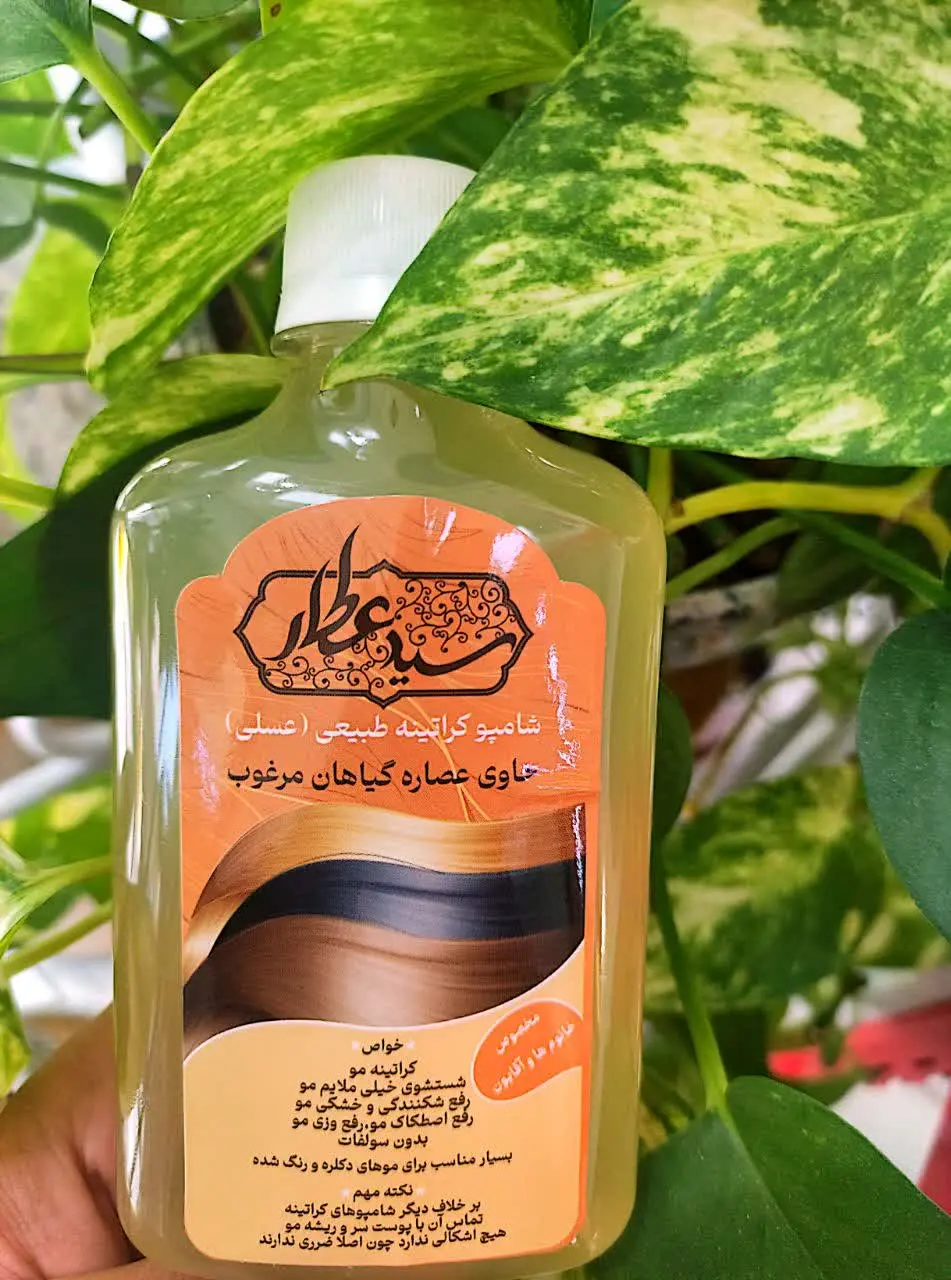 سید عطار
شامپو کراتینه طبیعی (عسلی)
حاوی عصاره گیاهان مرغوب
مخصوص
خانوم ها و آقایون
خواص
کراتینه مو
شستشوی خیلی ملایم مو
رفع شکنندگی و خشکی مو
رفع اصطکاک مو،رفع وزی مو
بدون سولفات
بسیار مناسب برای موهای دکلره و رنگ شده
نکته مهم
بر خلاف دیگر شامپوهای کراتینه
تماس آن با پوست سر و ریشه مو
هیچ اشکالی ندارد چون اصلا ضرری ندارند